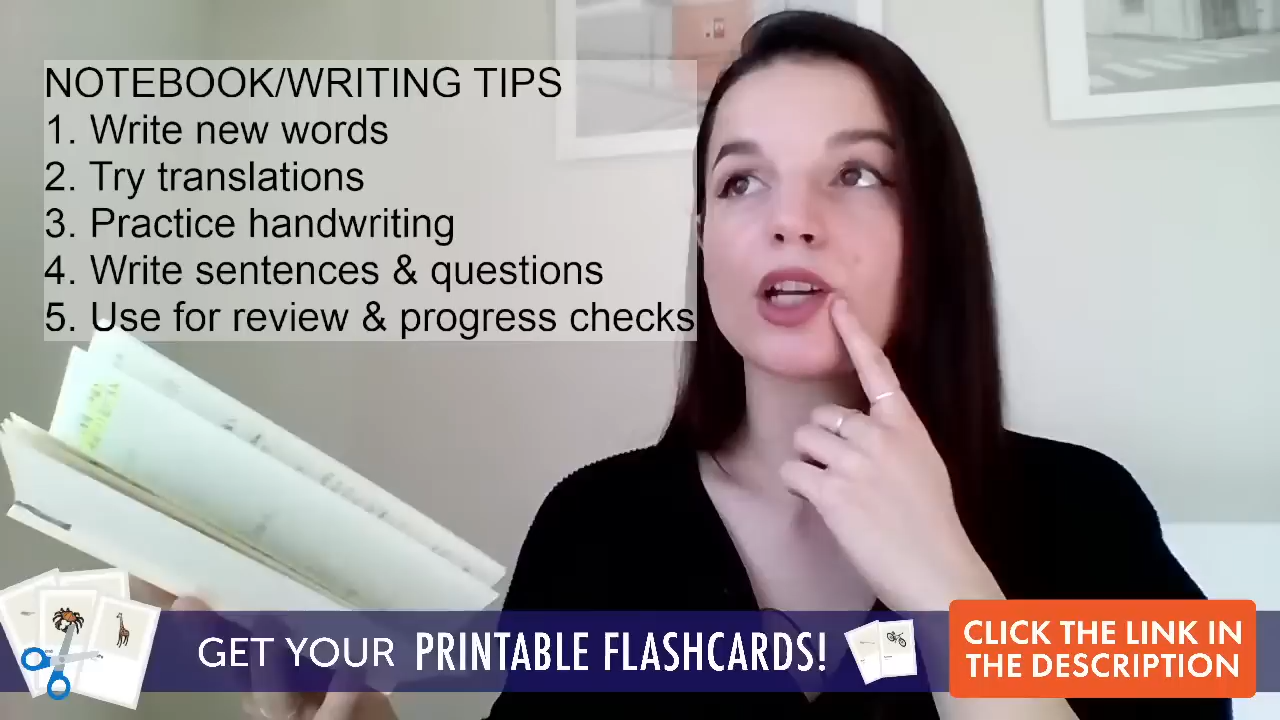 NOTEBOOK/WRITING TIPS
1. Write new words
2. Try translations
3. Practice handwriting
4. Write sentences & questions
5. Use for review & progress checks
GET YOUR PRINTABLE FLASHCARDS!
CLICK THE LINK IN
THE DESCRIPTION